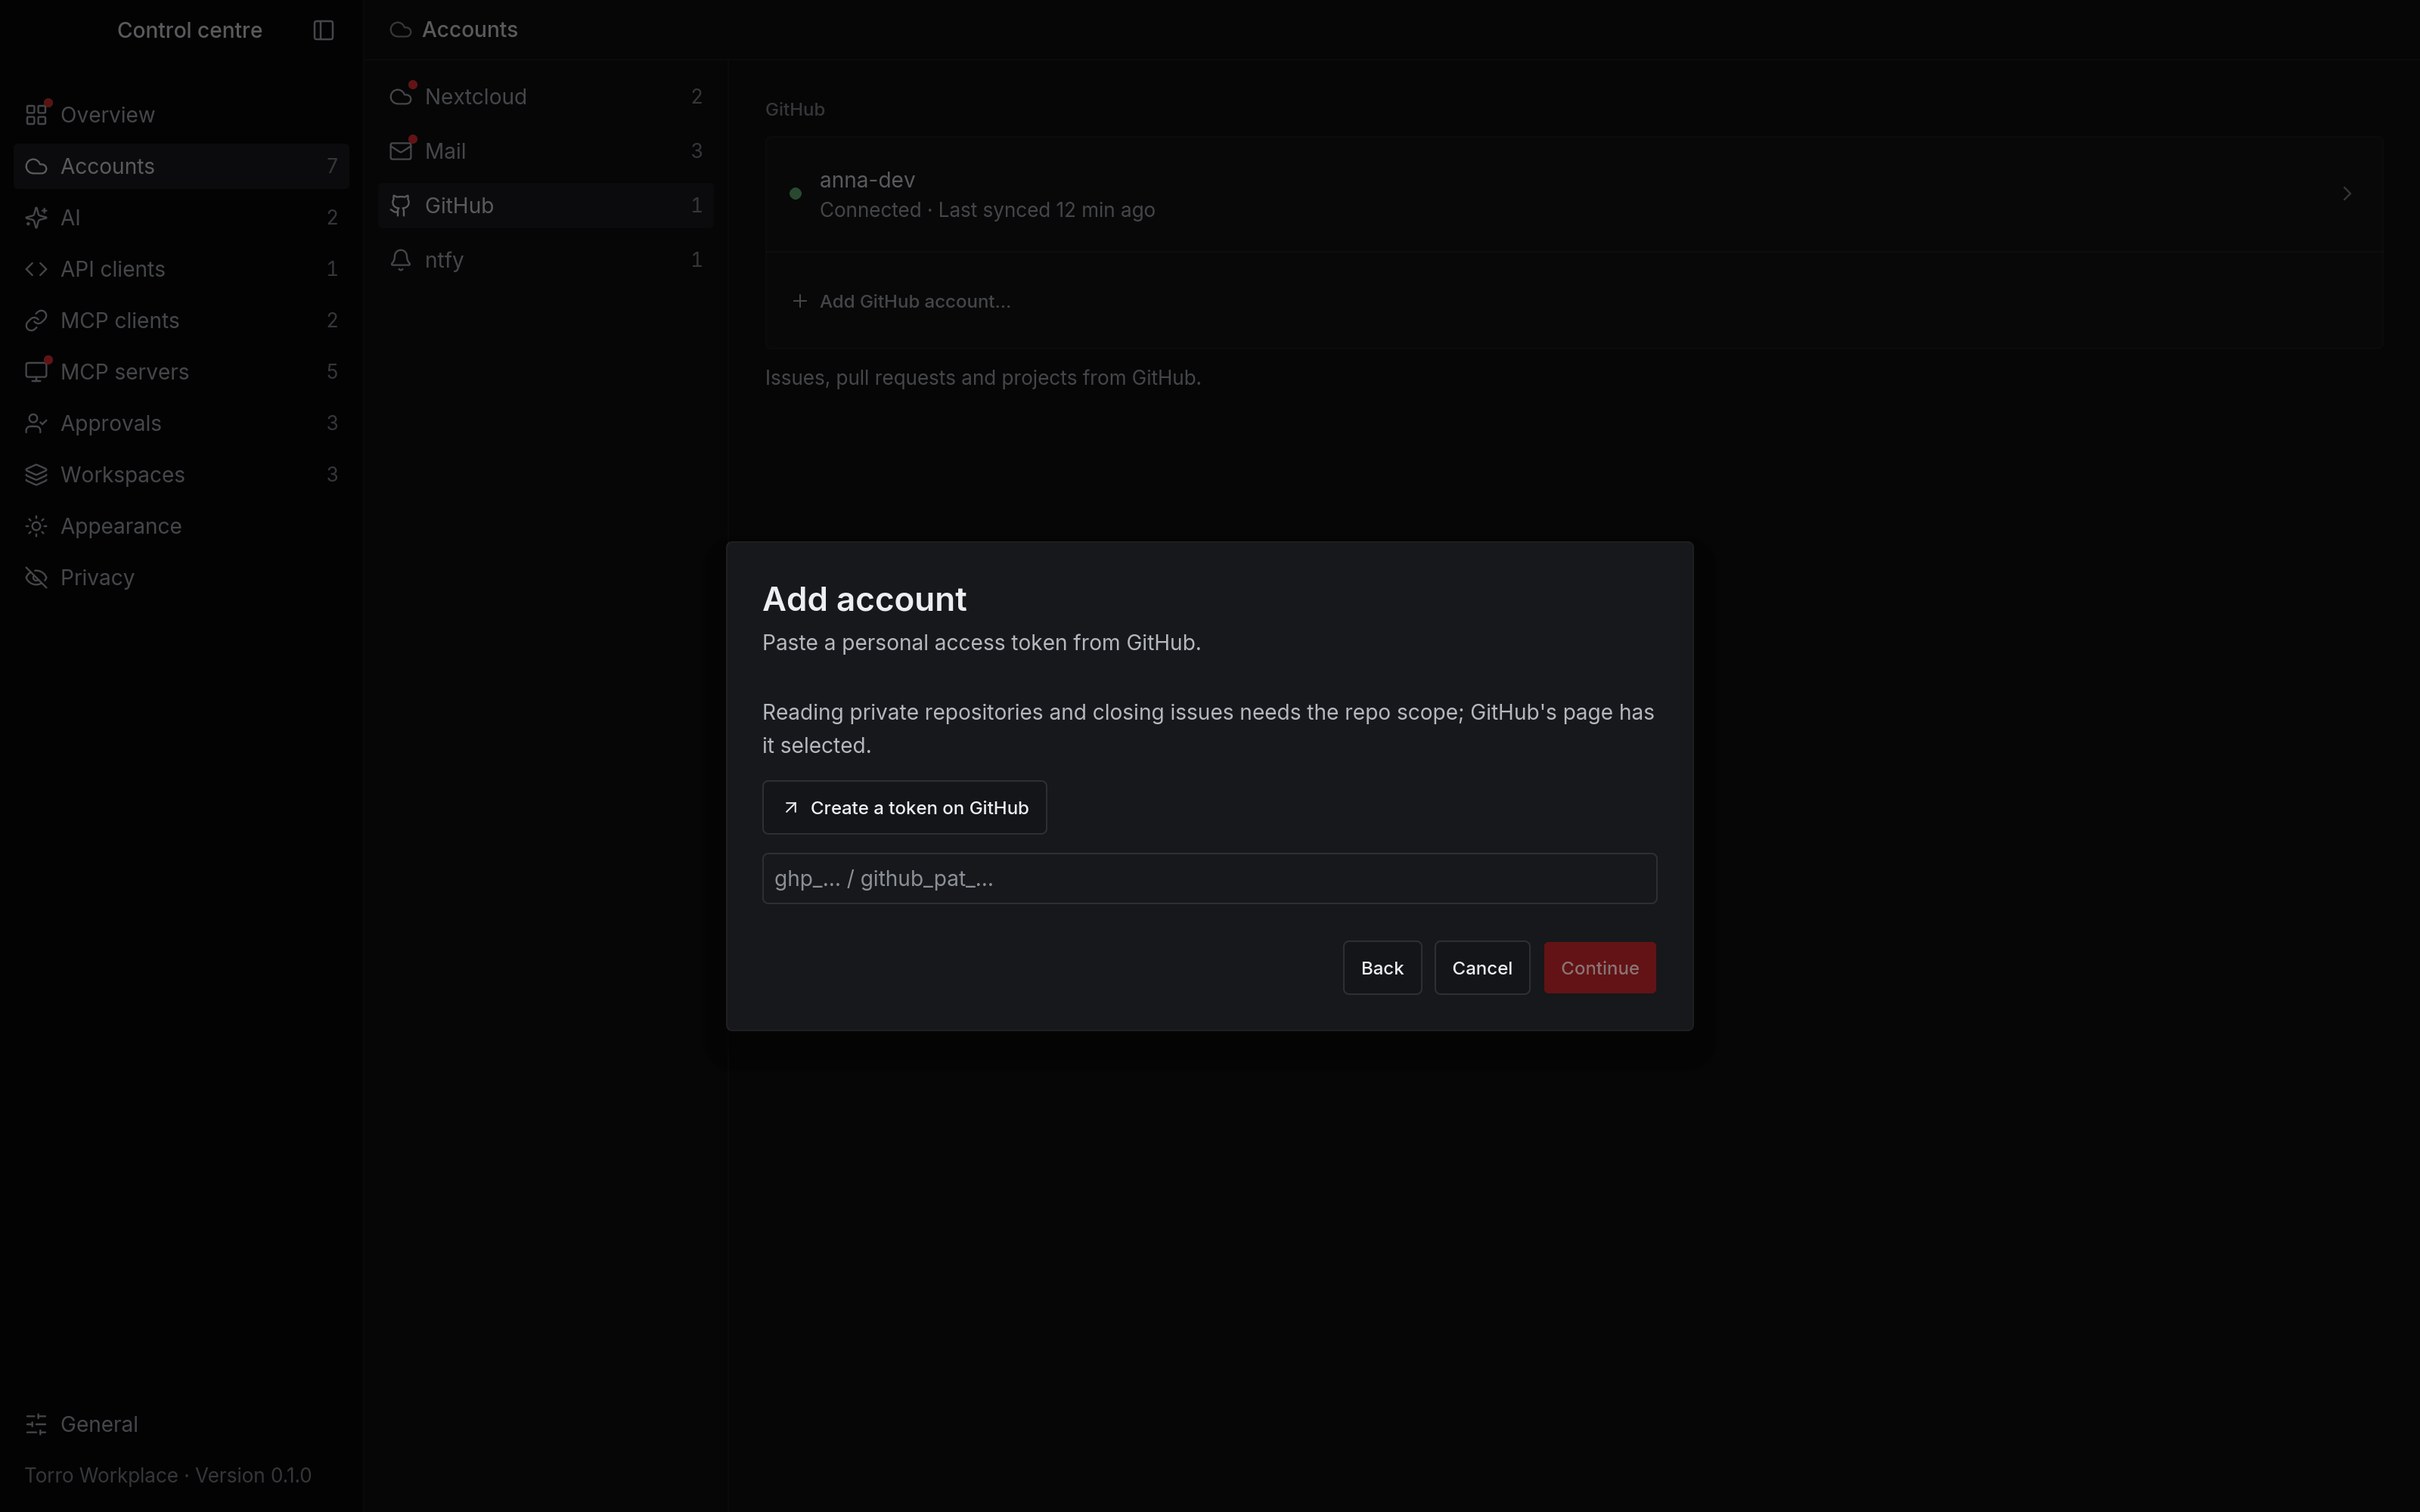 Control centre
Overview
Accounts 7
AI 2
API clients 1
MCP clients 2
MCP servers 5
Approvals 3
Workspaces 3
Appearance
Privacy
General
Torro Workplace · Version 0.1.0
Accounts
Nextcloud 2
Mail 3
GitHub 1
ntfy 1
GitHub
anna-dev
Connected · Last synced 12 min ago
Add GitHub account...
Issues, pull requests and projects from GitHub.
Add account
Paste a personal access token from GitHub.
Reading private repositories and closing issues needs the repo scope; GitHub's page has
it selected.
Create a token on GitHub
ghp_... / github_pat_...
Back Cancel Continue